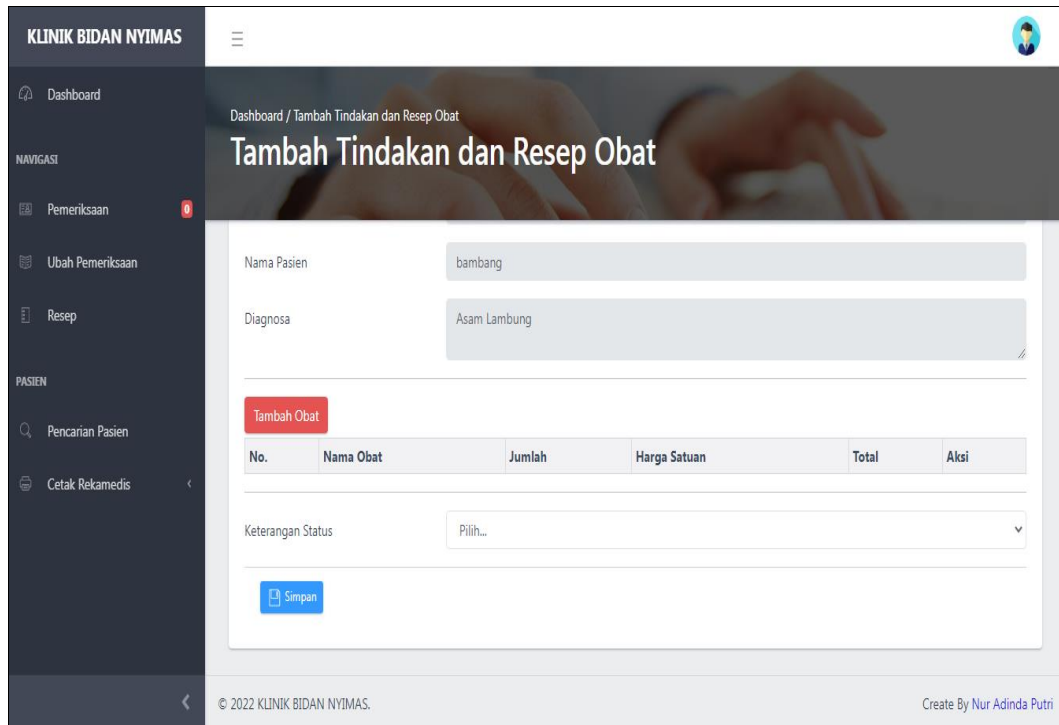 KLINIK BIDAN NYIMAS
Dashboard
NAVIGASI
Pemeriksaan 0
Ubah Pemeriksaan
Resep
PASIEN
Pencarian Pasien
Cetak Rekamedis
Dashboard / Tambah Tindakan dan Resep Obat
Tambah Tindakan dan Resep Obat
Nama Pasien bambang
Diagnosa Asam Lambung
Tambah Obat
No. Nama Obat Jumlah Harga Satuan Total Aksi
Keterangan Status Pilih...
Simpan
© 2022 KLINIK BIDAN NYIMAS. Create By Nur Adinda Putri